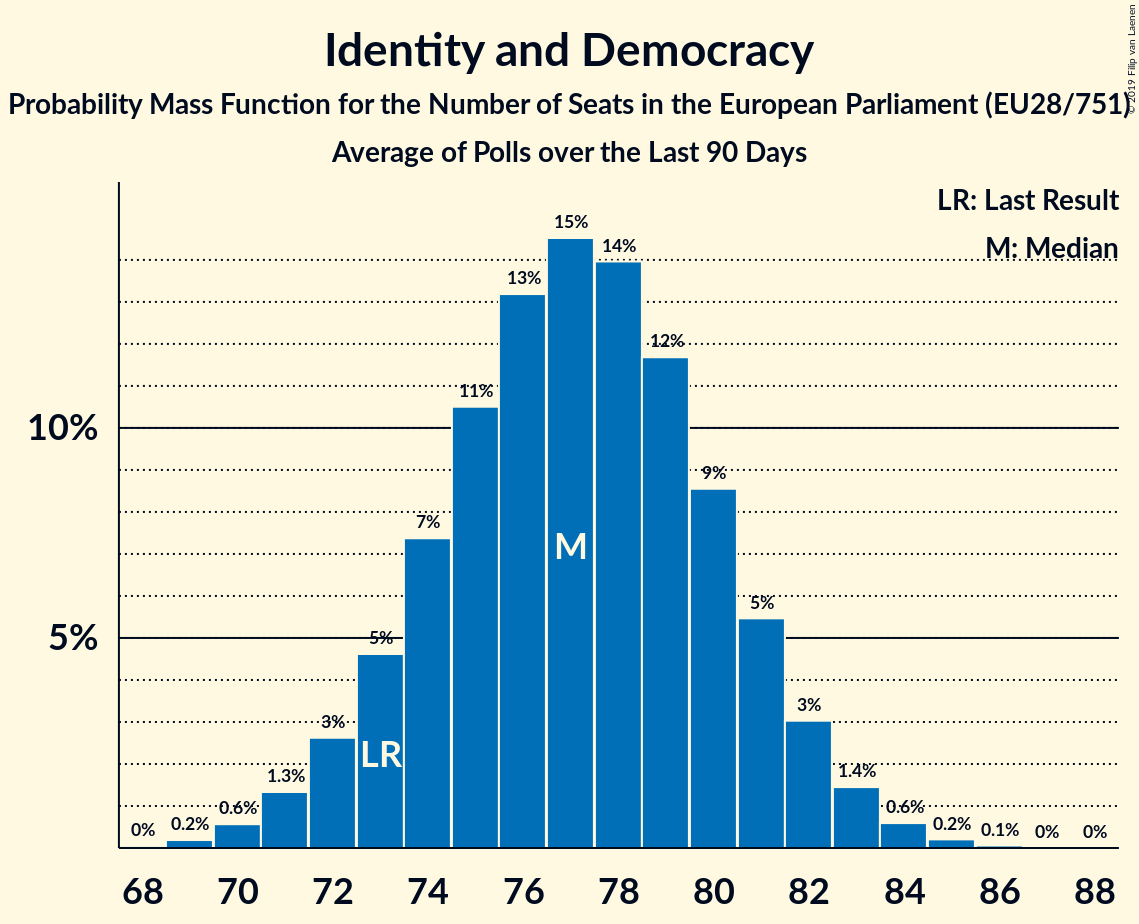 Identity and Democracy
Probability Mass Function for the Number of Seats in the European Parliament (EU28/751)
Average of Polls over the Last 90 Days
© 2019 Filip van Laenen
LR: Last Result
M: Median
10%
5%
0%
0.2%
0.6%
1.3%
3%
5%
7%
11%
13%
15%
14%
12%
9%
5%
3%
1.4%
0.6%
0.2%
0.1%
0%
0%
LR
M
68 70 72 74 76 78 80 82 84 86 88